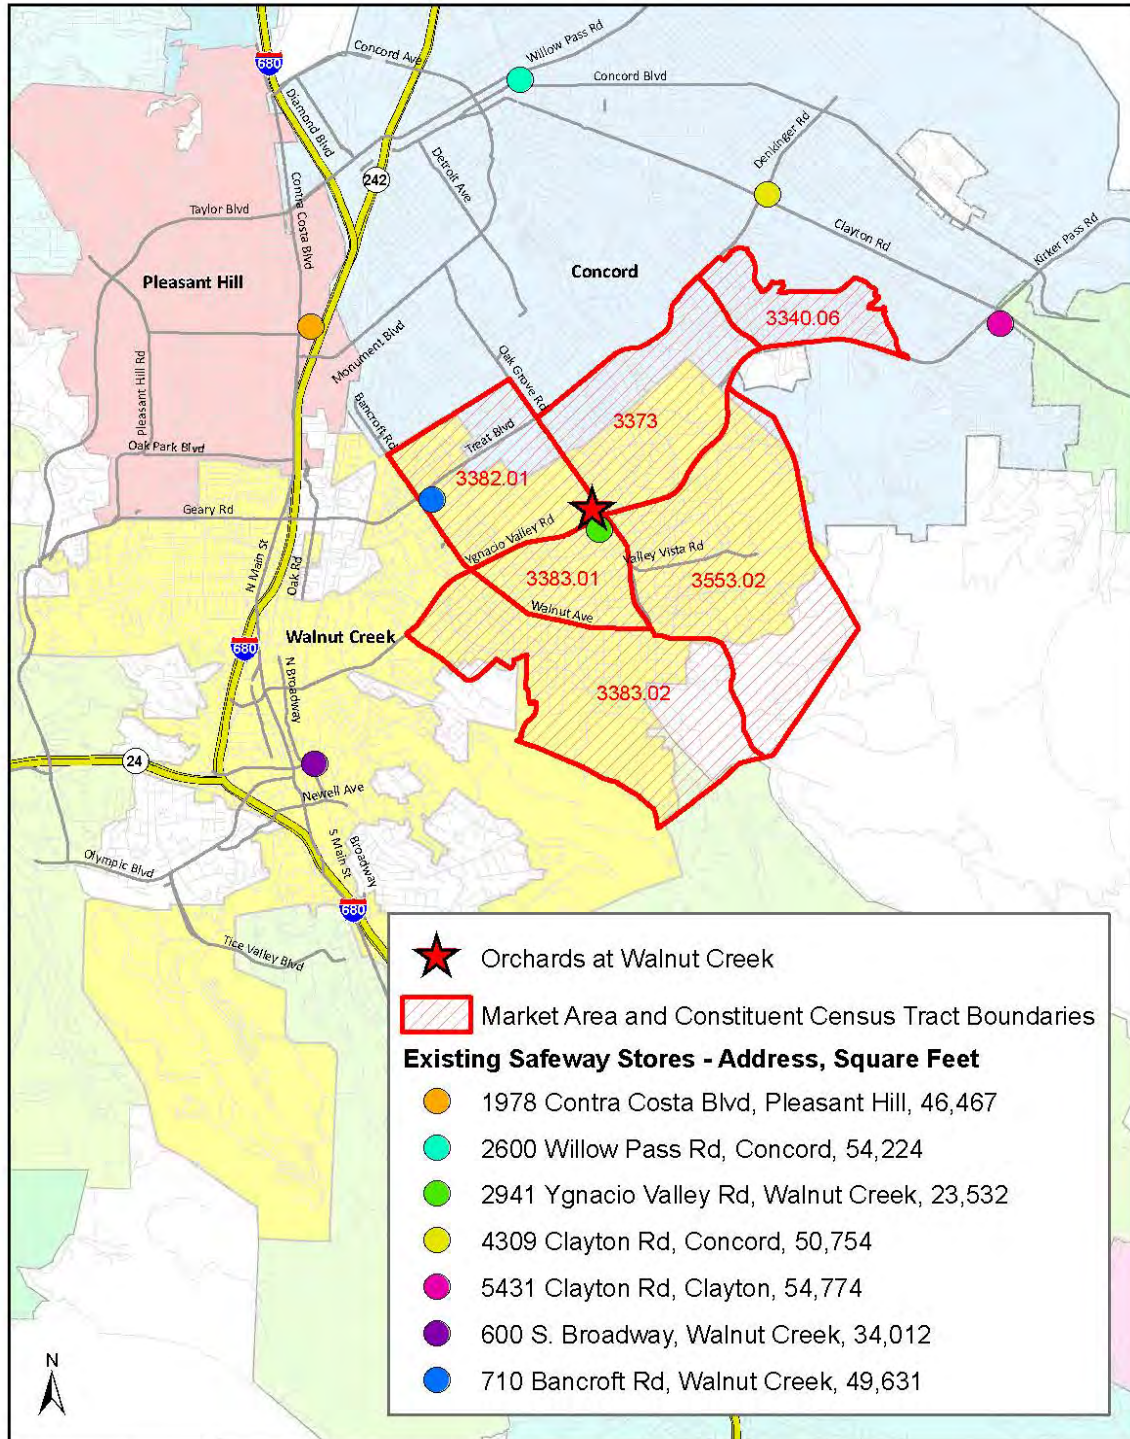 Willow Pass Rd
Concord Ave
680
Concord Blvd
Diamond Blvd
Denkinger Rd
Detroit Ave
242
Contra Costa Blvd
Taylor Blvd
Clayton Rd
Kirker Pass Rd
Concord
Pleasant Hill
3340.06
Monument Blvd
Pleasant Hill Rd
Oak Grove Rd
Bancroft Rd
3373
Treat Blvd
Oak Park Blvd
3382.01
Geary Rd
Ygnacio Valley Rd
N Main St
Oak Rd
Valley Vista Rd
3383.01
3553.02
Walnut Ave
Walnut Creek
680
N Broadway
3383.02
24
Newell Ave
S Main St
Broadway
Olympic Blvd
680
Tice Valley Blvd
Orchards at Walnut Creek
Market Area and Constituent Census Tract Boundaries
Existing Safeway Stores - Address, Square Feet
1978 Contra Costa Blvd, Pleasant Hill, 46,467
2600 Willow Pass Rd, Concord, 54,224
2941 Ygnacio Valley Rd, Walnut Creek, 23,532
4309 Clayton Rd, Concord, 50,754
5431 Clayton Rd, Clayton, 54,774
600 S. Broadway, Walnut Creek, 34,012
710 Bancroft Rd, Walnut Creek, 49,631
N